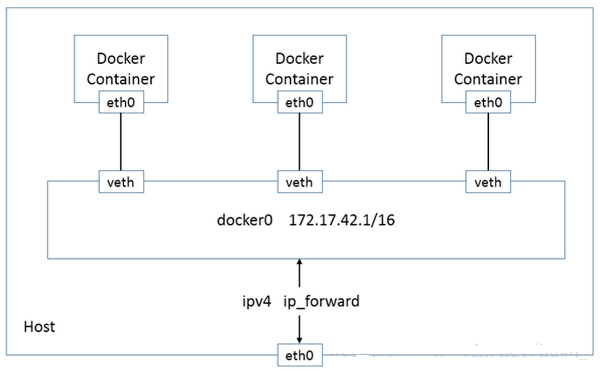 Docker
Container
Docker
Container
Docker
Container
eth0
eth0
eth0
veth
veth
veth
docker0 172.17.42.1/16
ipv4 ip_forward
Host
eth0